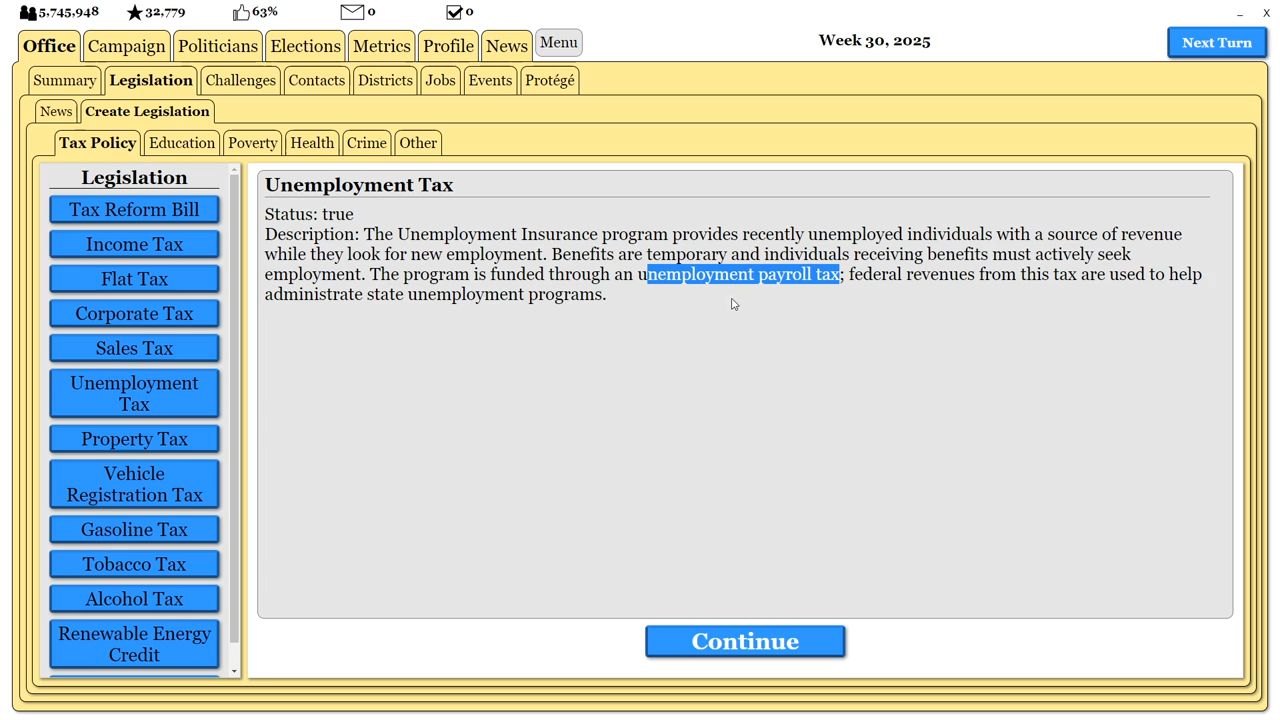 5,745,948 32,779 63% 0 0
_ X
Office Campaign Politicians Elections Metrics Profile News Menu
Week 30, 2025
Next Turn
Summary Legislation Challenges Contacts Districts Jobs Events Protégé
News Create Legislation
Tax Policy Education Poverty Health Crime Other
Legislation
Tax Reform Bill
Income Tax
Flat Tax
Corporate Tax
Sales Tax
Unemployment
Tax
Property Tax
Vehicle
Registration Tax
Gasoline Tax
Tobacco Tax
Alcohol Tax
Renewable Energy
Credit
Unemployment Tax
Status: true
Description: The Unemployment Insurance program provides recently unemployed individuals with a source of revenue
while they look for new employment. Benefits are temporary and individuals receiving benefits must actively seek
employment. The program is funded through an unemployment payroll tax; federal revenues from this tax are used to help
administrate state unemployment programs.
Continue